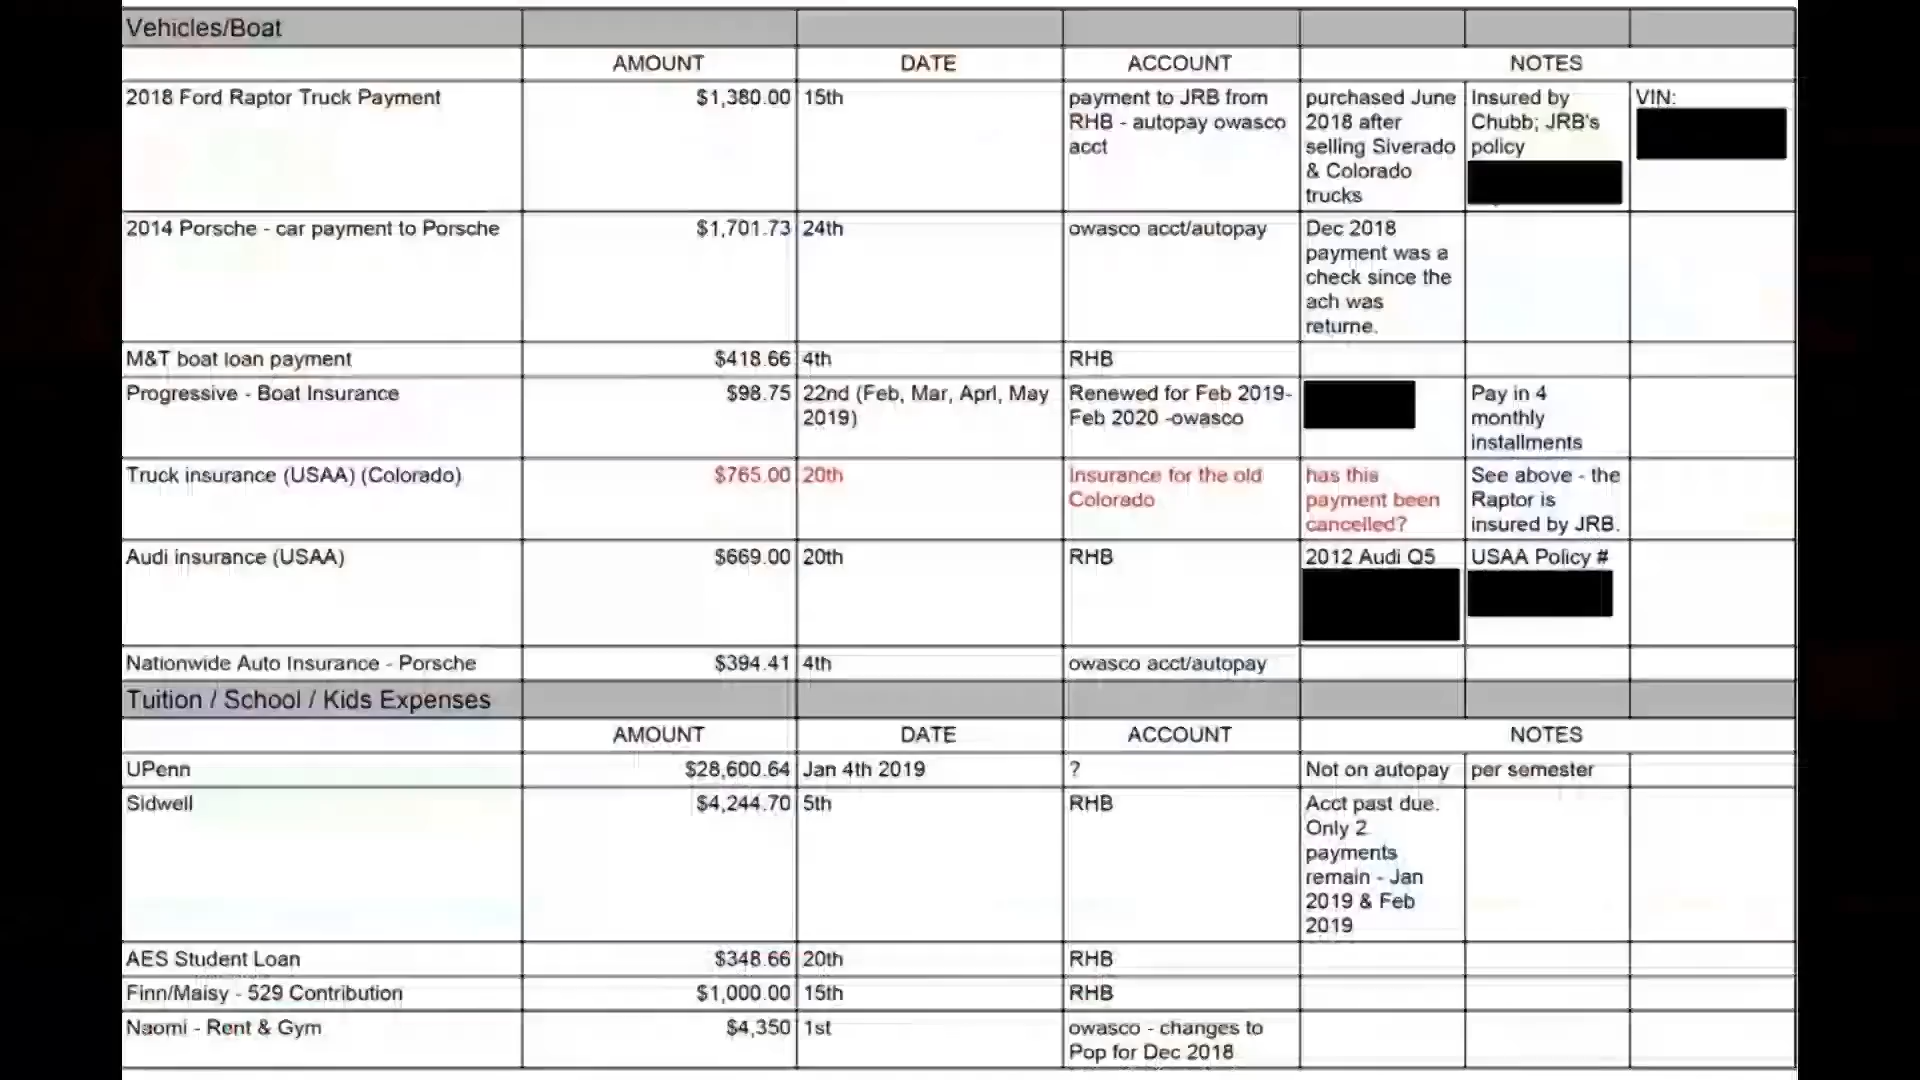 Vehicles/Boat
AMOUNT DATE ACCOUNT NOTES
2018 Ford Raptor Truck Payment $1,380.00 15th
payment to JRB from
RHB - autopay owasco
acct
purchased June
2018 after
selling Siverado
& Colorado
trucks
Insured by
Chubb; JRB's
policy
VIN:
2014 Porsche - car payment to Porsche $1,701.73 24th owasco acct/autopay
Dec 2018
payment was a
check since the
ach was
returne.
M&T boat loan payment $418.66 4th RHB
Progressive - Boat Insurance $98.75
22nd (Feb, Mar, Aprl, May
2019)
Renewed for Feb 2019-
Feb 2020 -owasco
Pay in 4
monthly
installments
Truck insurance (USAA) (Colorado) $765.00 20th
Insurance for the old
Colorado
has this
payment been
cancelled?
See above - the
Raptor is
insured by JRB.
Audi insurance (USAA) $669.00 20th RHB 2012 Audi Q5 USAA Policy #
Nationwide Auto Insurance - Porsche $394.41 4th owasco acct/autopay
Tuition / School / Kids Expenses
AMOUNT DATE ACCOUNT NOTES
UPenn $28,600.64 Jan 4th 2019 ? Not on autopay per semester
Sidwell $4,244.70 5th RHB
Acct past due.
Only 2
payments
remain - Jan
2019 & Feb
2019
AES Student Loan $348.66 20th RHB
Finn/Maisy - 529 Contribution $1,000.00 15th RHB
Naomi - Rent & Gym $4,350 1st
owasco - changes to
Pop for Dec 2018